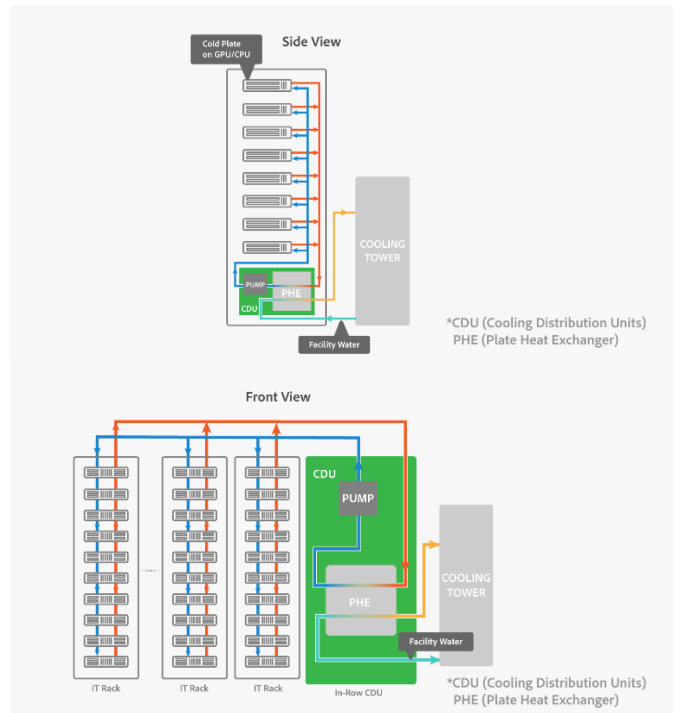 Side View
Cold Plate
on GPU/CPU
COOLING
TOWER
PUMP
PHE
CDU
Facility Water
*CDU (Cooling Distribution Units)
PHE (Plate Heat Exchanger)
Front View
CDU
PUMP
PHE
COOLING
TOWER
Facility Water
IT Rack
IT Rack
IT Rack
In-Row CDU
*CDU (Cooling Distribution Units)
PHE (Plate Heat Exchanger)